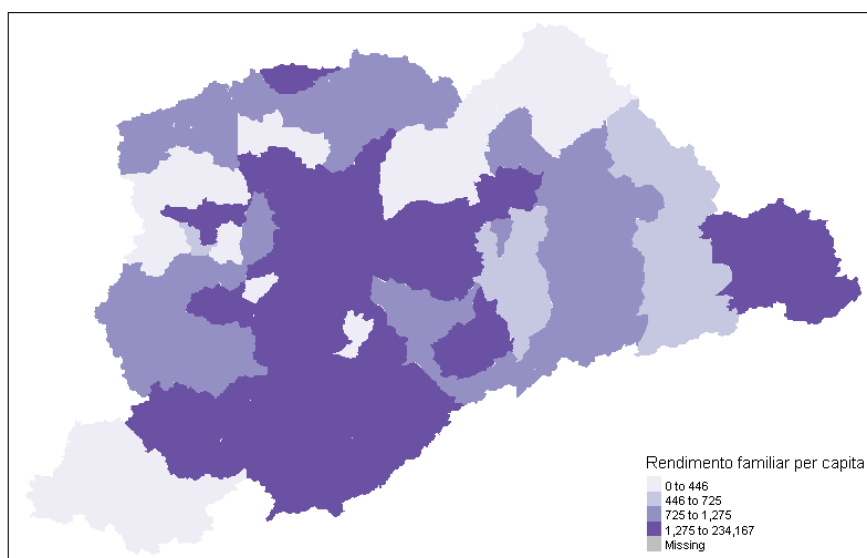 Rendimento familiar per capita
0 to 446
446 to 725
725 to 1,275
1,275 to 234,167
Missing